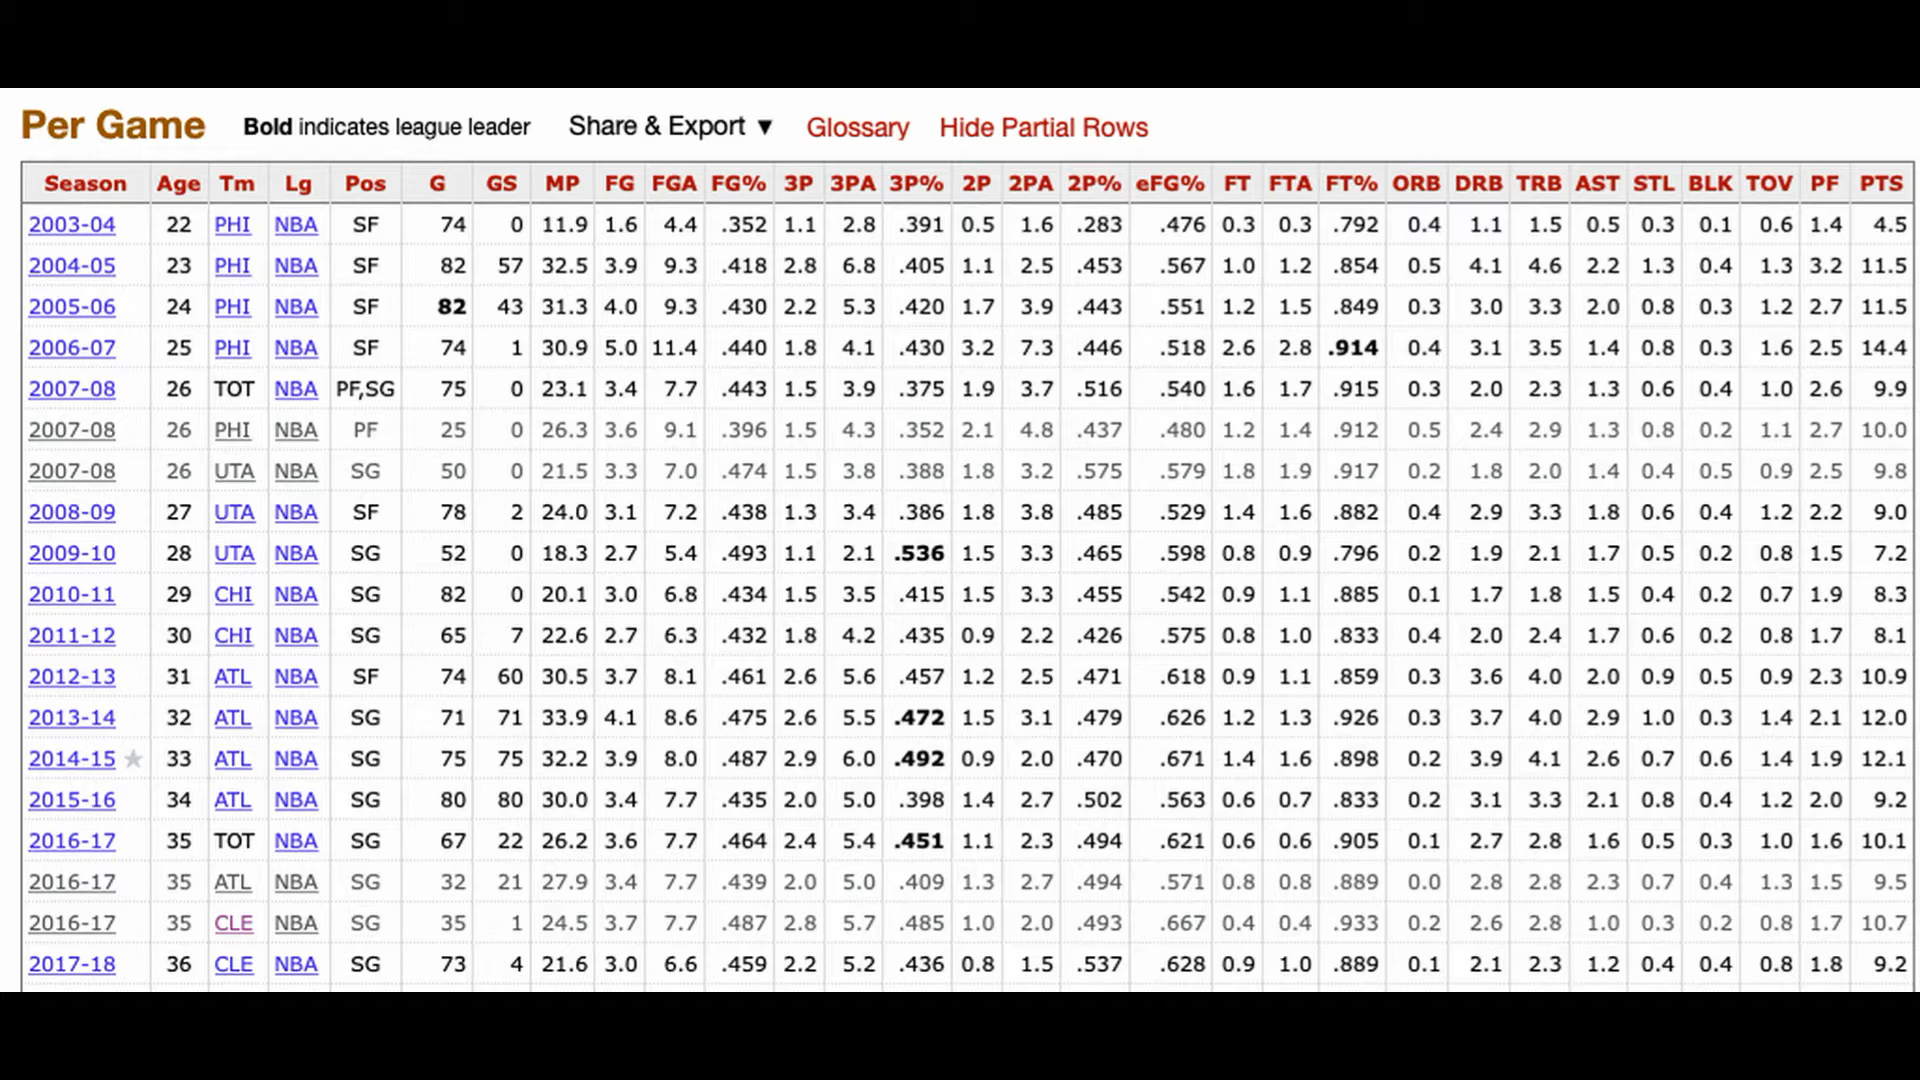 Per Game Bold indicates league leader Share & Export ▼ Glossary Hide Partial Rows
Season Age Tm Lg Pos G GS MP FG FGA FG% 3P 3PA 3P% 2P 2PA 2P% eFG% FT FTA FT% ORB DRB TRB AST STL BLK TOV PF PTS
2003-04 22 PHI NBA SF 74 0 11.9 1.6 4.4 .352 1.1 2.8 .391 0.5 1.6 .283 .476 0.3 0.3 .792 0.4 1.1 1.5 0.5 0.3 0.1 0.6 1.4 4.5
2004-05 23 PHI NBA SF 82 57 32.5 3.9 9.3 .418 2.8 6.8 .405 1.1 2.5 .453 .567 1.0 1.2 .854 0.5 4.1 4.6 2.2 1.3 0.4 1.3 3.2 11.5
2005-06 24 PHI NBA SF 82 43 31.3 4.0 9.3 .430 2.2 5.3 .420 1.7 3.9 .443 .551 1.2 1.5 .849 0.3 3.0 3.3 2.0 0.8 0.3 1.2 2.7 11.5
2006-07 25 PHI NBA SF 74 1 30.9 5.0 11.4 .440 1.8 4.1 .430 3.2 7.3 .446 .518 2.6 2.8 .914 0.4 3.1 3.5 1.4 0.8 0.3 1.6 2.5 14.4
2007-08 26 TOT NBA PF,SG 75 0 23.1 3.4 7.7 .443 1.5 3.9 .375 1.9 3.7 .516 .540 1.6 1.7 .915 0.3 2.0 2.3 1.3 0.6 0.4 1.0 2.6 9.9
2007-08 26 PHI NBA PF 25 0 26.3 3.6 9.1 .396 1.5 4.3 .352 2.1 4.8 .437 .480 1.2 1.4 .912 0.5 2.4 2.9 1.3 0.8 0.2 1.1 2.7 10.0
2007-08 26 UTA NBA SG 50 0 21.5 3.3 7.0 .474 1.5 3.8 .388 1.8 3.2 .575 .579 1.8 1.9 .917 0.2 1.8 2.0 1.4 0.4 0.5 0.9 2.5 9.8
2008-09 27 UTA NBA SF 78 2 24.0 3.1 7.2 .438 1.3 3.4 .386 1.8 3.8 .485 .529 1.4 1.6 .882 0.4 2.9 3.3 1.8 0.6 0.4 1.2 2.2 9.0
2009-10 28 UTA NBA SG 52 0 18.3 2.7 5.4 .493 1.1 2.1 .536 1.5 3.3 .465 .598 0.8 0.9 .796 0.2 1.9 2.1 1.7 0.5 0.2 0.8 1.5 7.2
2010-11 29 CHI NBA SG 82 0 20.1 3.0 6.8 .434 1.5 3.5 .415 1.5 3.3 .455 .542 0.9 1.1 .885 0.1 1.7 1.8 1.5 0.4 0.2 0.7 1.9 8.3
2011-12 30 CHI NBA SG 65 7 22.6 2.7 6.3 .432 1.8 4.2 .435 0.9 2.2 .426 .575 0.8 1.0 .833 0.4 2.0 2.4 1.7 0.6 0.2 0.8 1.7 8.1
2012-13 31 ATL NBA SF 74 60 30.5 3.7 8.1 .461 2.6 5.6 .457 1.2 2.5 .471 .618 0.9 1.1 .859 0.3 3.6 4.0 2.0 0.9 0.5 0.9 2.3 10.9
2013-14 32 ATL NBA SG 71 71 33.9 4.1 8.6 .475 2.6 5.5 .472 1.5 3.1 .479 .626 1.2 1.3 .926 0.3 3.7 4.0 2.9 1.0 0.3 1.4 2.1 12.0
2014-15 ★ 33 ATL NBA SG 75 75 32.2 3.9 8.0 .487 2.9 6.0 .492 0.9 2.0 .470 .671 1.4 1.6 .898 0.2 3.9 4.1 2.6 0.7 0.6 1.4 1.9 12.1
2015-16 34 ATL NBA SG 80 80 30.0 3.4 7.7 .435 2.0 5.0 .398 1.4 2.7 .502 .563 0.6 0.7 .833 0.2 3.1 3.3 2.1 0.8 0.4 1.2 2.0 9.2
2016-17 35 TOT NBA SG 67 22 26.2 3.6 7.7 .464 2.4 5.4 .451 1.1 2.3 .494 .621 0.6 0.6 .905 0.1 2.7 2.8 1.6 0.5 0.3 1.0 1.6 10.1
2016-17 35 ATL NBA SG 32 21 27.9 3.4 7.7 .439 2.0 5.0 .409 1.3 2.7 .494 .571 0.8 0.8 .889 0.0 2.8 2.8 2.3 0.7 0.4 1.3 1.5 9.5
2016-17 35 CLE NBA SG 35 1 24.5 3.7 7.7 .487 2.8 5.7 .485 1.0 2.0 .493 .667 0.4 0.4 .933 0.2 2.6 2.8 1.0 0.3 0.2 0.8 1.7 10.7
2017-18 36 CLE NBA SG 73 4 21.6 3.0 6.6 .459 2.2 5.2 .436 0.8 1.5 .537 .628 0.9 1.0 .889 0.1 2.1 2.3 1.2 0.4 0.4 0.8 1.8 9.2